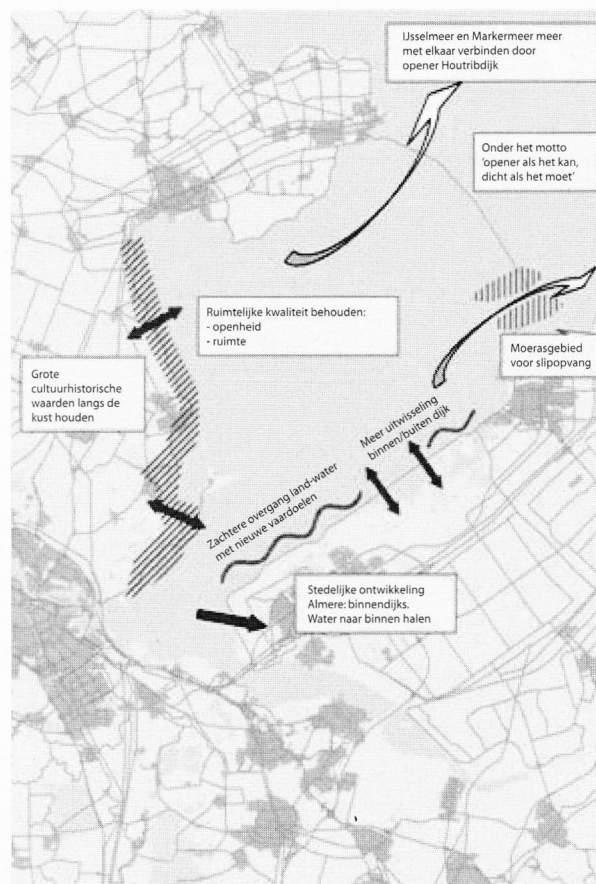 IJsselmeer en Markermeer meer
met elkaar verbinden door
opener Houtribdijk
Onder het motto
'opener als het kan,
dicht als het moet'
Ruimtelijke kwaliteit behouden:
- openheid
- ruimte
Moerasgebied
voor slipopvang
Grote
cultuurhistorische
waarden langs de
kust houden
Meer uitwisseling
binnen/buiten dijk
Zachtere overgang land-water
met nieuwe vaardoelen
Stedelijke ontwikkeling
Almere: binnendijks.
Water naar binnen halen